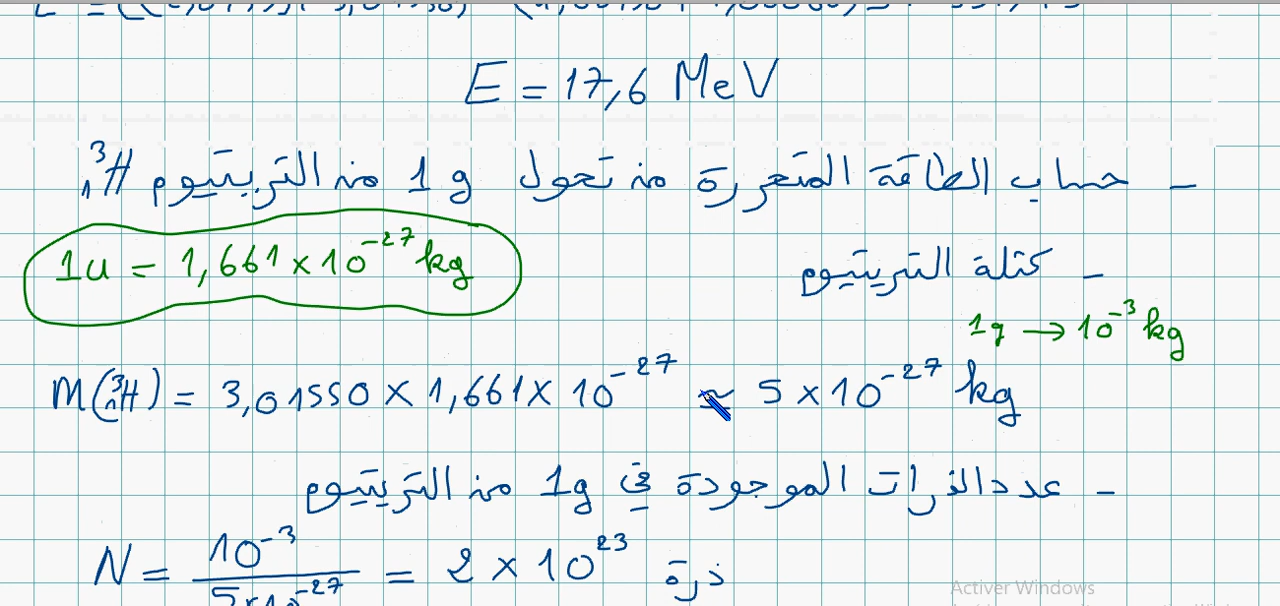 E = 17,6 MeV
- حساب الطاقة المتحررة من تحول 1 g من التريتيوم ³₁H
1u = 1,661 × 10⁻²⁷ kg
- كتلة التريتيوم
1g → 10⁻³ kg
m(³₁H) = 3,01550 × 1,661 × 10⁻²⁷ ≈ 5 × 10⁻²⁷ kg
- عدد الذرات الموجودة في 1g من التريتيوم
N = 10⁻³ / 5×10⁻²⁷ = 2 × 10²³ ذرة
Activer Windows